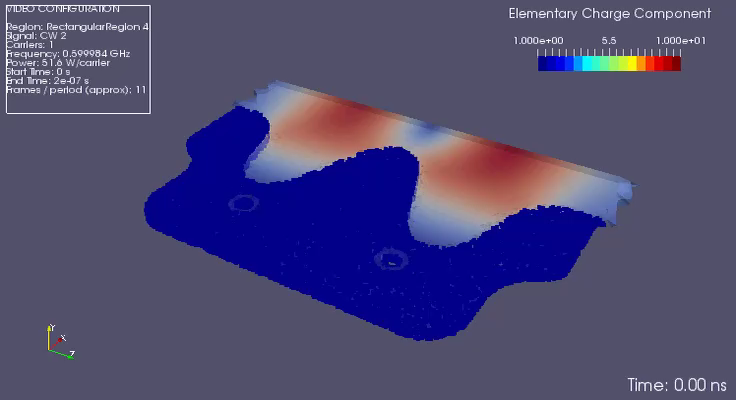 VIDEO CONFIGURATION
Region: RectangularRegion 4
Signal: CW 2
Carriers: 1
Frequency: 0.599984 GHz
Power: 51.6 W/carrier
Start Time: 0 s
End Time: 2e-07 s
Frames / period (approx): 11
Elementary Charge Component
1.000e+00 5.5 1.000e+01
Y
X
Z
Time: 0.00 ns